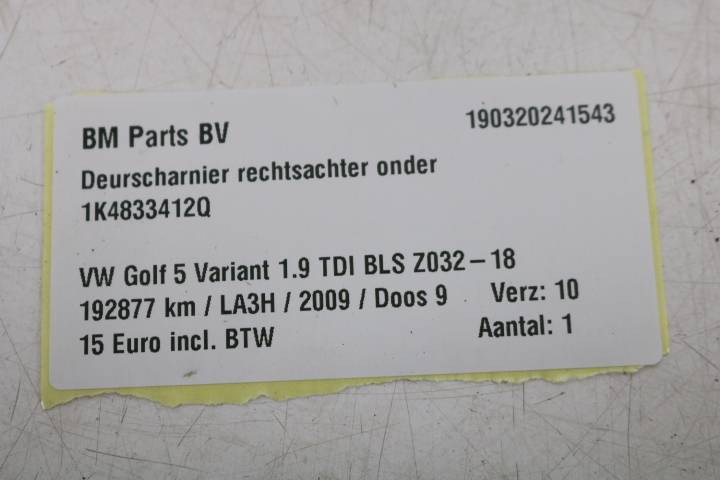 BM Parts BV 190320241543
Deurscharnier rechtsachter onder
1K4833412Q
VW Golf 5 Variant 1.9 TDI BLS Z032-18
192877 km / LA3H / 2009 / Doos 9 Verz: 10
15 Euro incl. BTW Aantal: 1